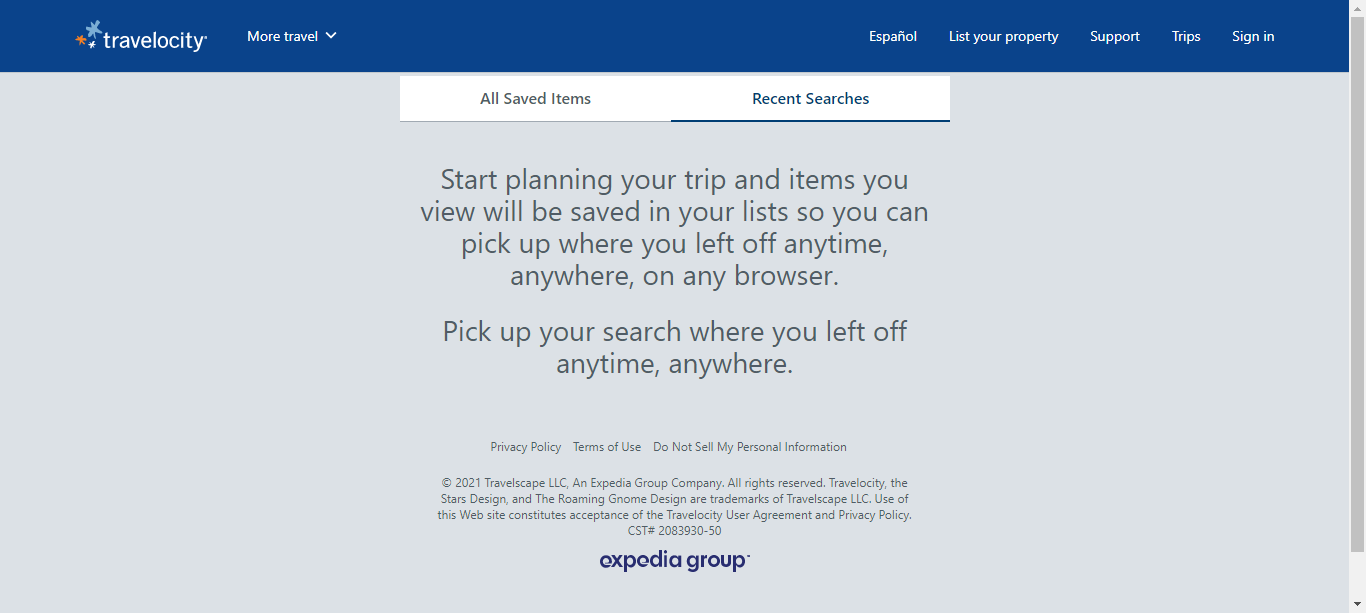 travelocity
More travel
Español
List your property
Support
Trips
Sign in
All Saved Items
Recent Searches
Start planning your trip and items you
view will be saved in your lists so you can
pick up where you left off anytime,
anywhere, on any browser.
Pick up your search where you left off
anytime, anywhere.
Privacy Policy
Terms of Use
Do Not Sell My Personal Information
© 2021 Travelscape LLC, An Expedia Group Company. All rights reserved. Travelocity, the
Stars Design, and The Roaming Gnome Design are trademarks of Travelscape LLC. Use of
this Web site constitutes acceptance of the Travelocity User Agreement and Privacy Policy.
CST# 2083930-50
expedia group